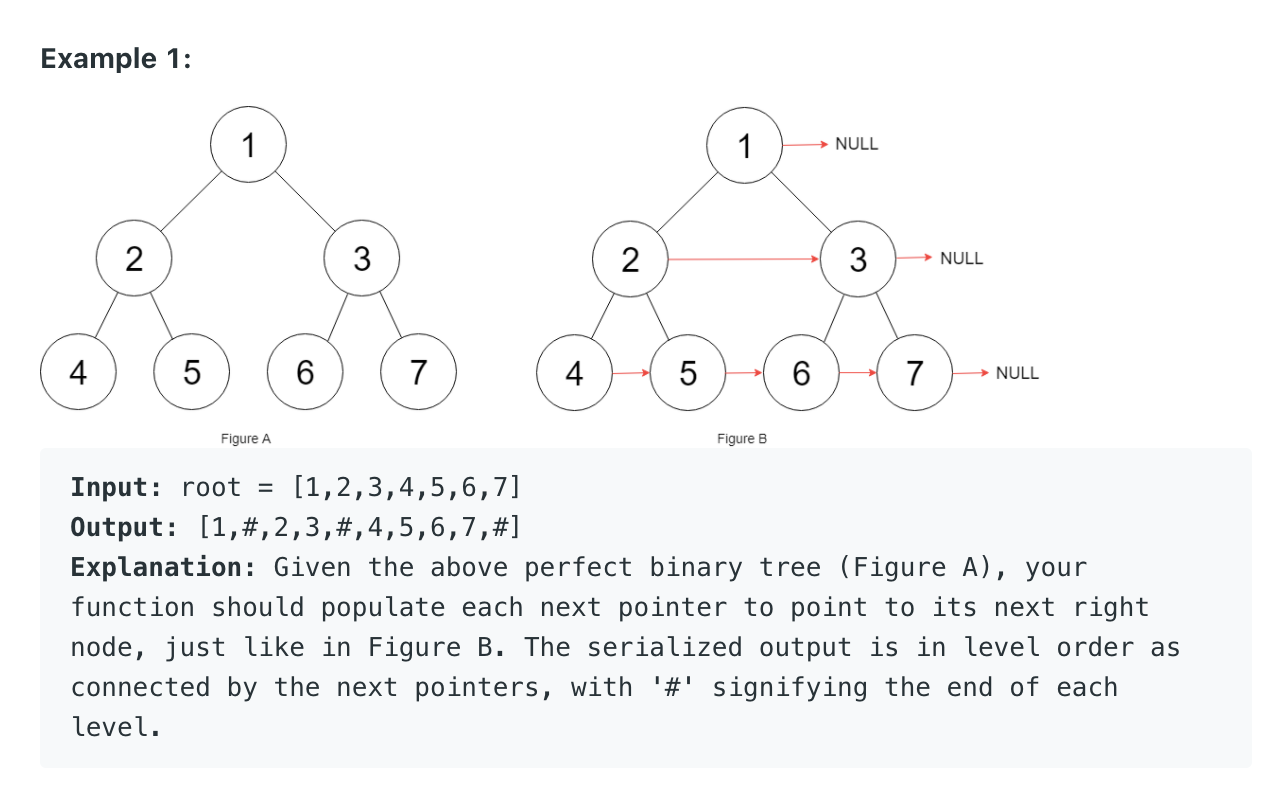 Example 1:
1
2 3
4 5 6 7
Figure A
1 NULL
2 3 NULL
4 5 6 7 NULL
Figure B
Input: root = [1,2,3,4,5,6,7]
Output: [1,#,2,3,#,4,5,6,7,#]
Explanation: Given the above perfect binary tree (Figure A), your
function should populate each next pointer to point to its next right
node, just like in Figure B. The serialized output is in level order as
connected by the next pointers, with '#' signifying the end of each
level.